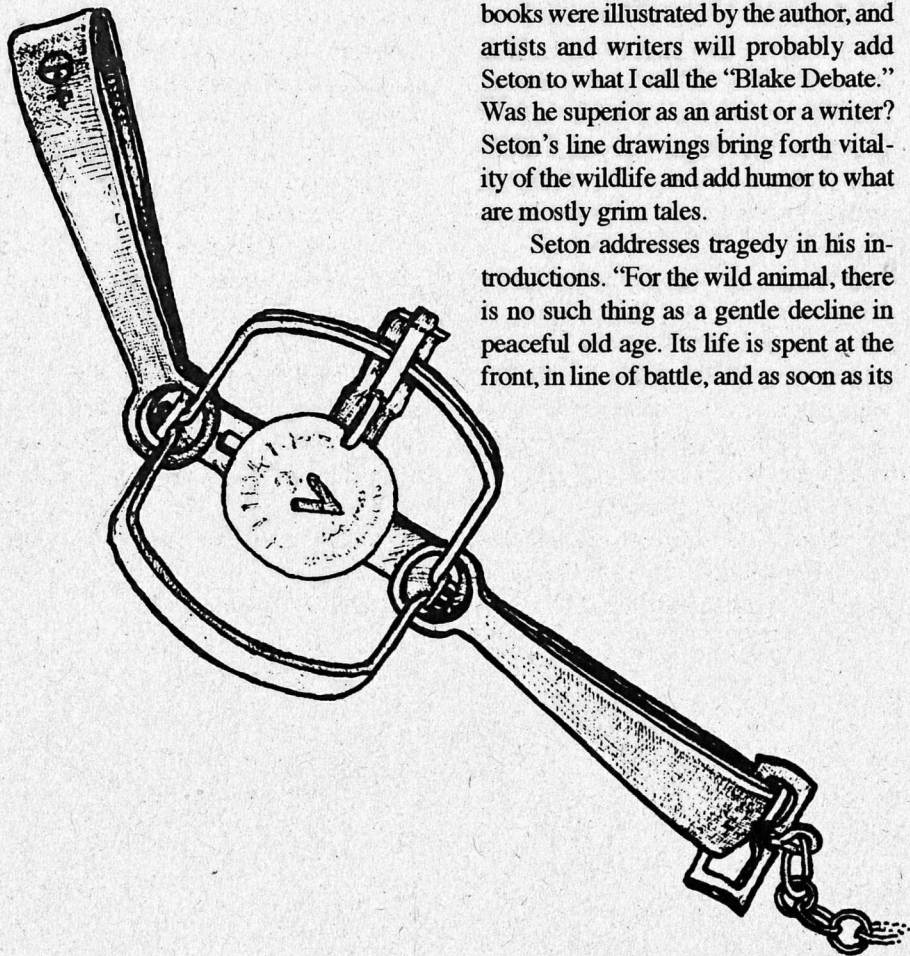 books were illustrated by the author, and
artists and writers will probably add
Seton to what I call the “Blake Debate.”
Was he superior as an artist or a writer?
Seton’s line drawings bring forth vital-
ity of the wildlife and add humor to what
are mostly grim tales.
Seton addresses tragedy in his in-
troductions. “For the wild animal, there
is no such thing as a gentle decline in
peaceful old age. Its life is spent at the
front, in line of battle, and as soon as its